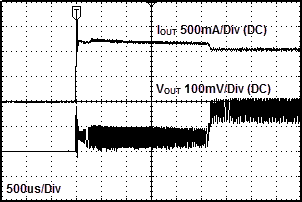 T
IOUT 500mA/Div (DC)
VOUT 100mV/Div (DC)
500us/Div